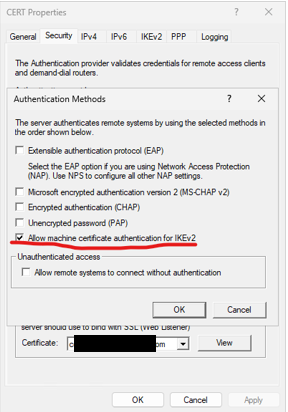 CERT Properties
? ×
General Security IPv4 IPv6 IKEv2 PPP Logging
The Authentication provider validates credentials for remote access clients
and demand-dial routers.
Authentication Methods ? ×
The server authenticates remote systems by using the selected methods in
the order shown below.
Extensible authentication protocol (EAP)
Select the EAP option if you are using Network Access Protection
(NAP). Use NPS to configure all other NAP settings.
Microsoft encrypted authentication version 2 (MS-CHAP v2)
Encrypted authentication (CHAP)
Unencrypted password (PAP)
Allow machine certificate authentication for IKEv2
Unauthenticated access
Allow remote systems to connect without authentication
OK Cancel
server should use to bind with SSL (Web Listener)
Certificate: c om View
OK Cancel Apply